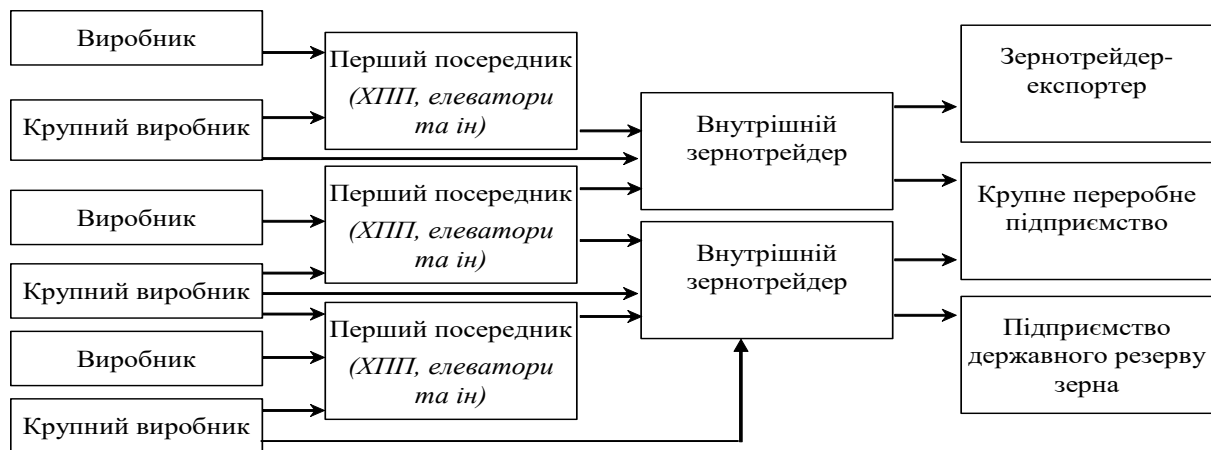 Виробник
Крупний виробник
Виробник
Крупний виробник
Виробник
Крупний виробник
Перший посередник
(ХПП, елеватори
та ін)
Перший посередник
(ХПП, елеватори
та ін)
Перший посередник
(ХПП, елеватори
та ін)
Внутрішній
зернотрейдер
Внутрішній
зернотрейдер
Зернотрейдер-
експортер
Крупне переробне
підприємство
Підприємство
державного резерву
зерна